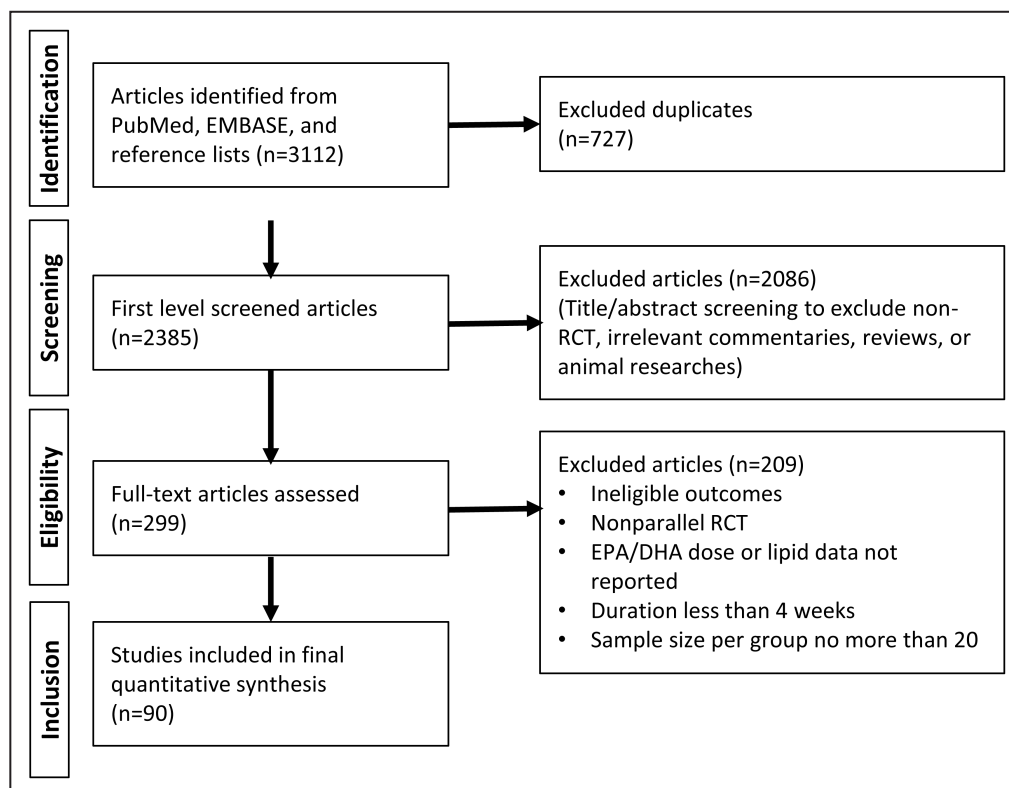 Identification
Articles identified from
PubMed, EMBASE, and
reference lists (n=3112)
Excluded duplicates
(n=727)
Screening
First level screened articles
(n=2385)
Excluded articles (n=2086)
(Title/abstract screening to exclude non-
RCT, irrelevant commentaries, reviews, or
animal researches)
Eligibility
Full-text articles assessed
(n=299)
Excluded articles (n=209)
• Ineligible outcomes
• Nonparallel RCT
• EPA/DHA dose or lipid data not
reported
• Duration less than 4 weeks
• Sample size per group no more than 20
Inclusion
Studies included in final
quantitative synthesis
(n=90)